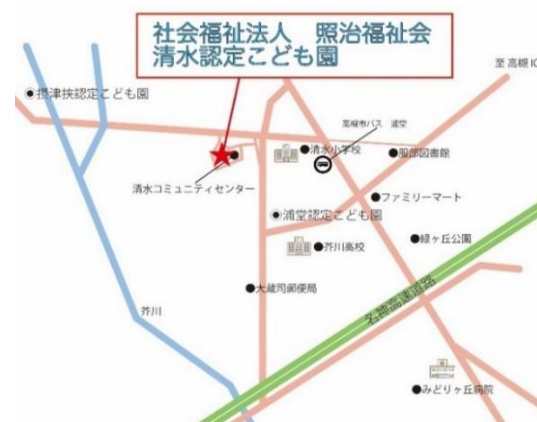 社会福祉法人　照治福祉会
清水認定こども園
至 高槻IC
摂津挟認定こども園
高槻市バス　浦堂
清水小学校
服部図書館
清水コミュニティセンター
ファミリーマート
浦堂認定こども園
緑ヶ丘公園
芥川高校
大蔵司郵便局
名神高速道路
芥川
みどりヶ丘病院